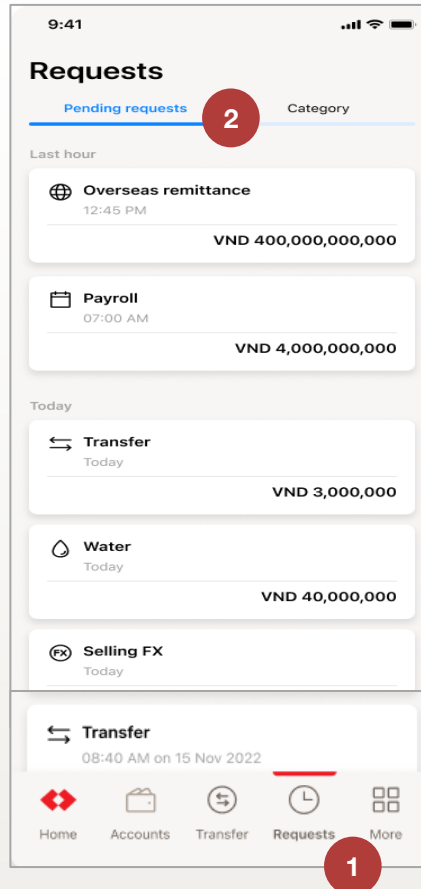 9:41
Requests
Pending requests 2 Category
Last hour
Overseas remittance
12:45 PM
VND 400,000,000,000
Payroll
07:00 AM
VND 4,000,000,000
Today
Transfer
Today
VND 3,000,000
Water
Today
VND 40,000,000
FX Selling FX
Today
Transfer
08:40 AM on 15 Nov 2022
Home Accounts Transfer Requests More
1